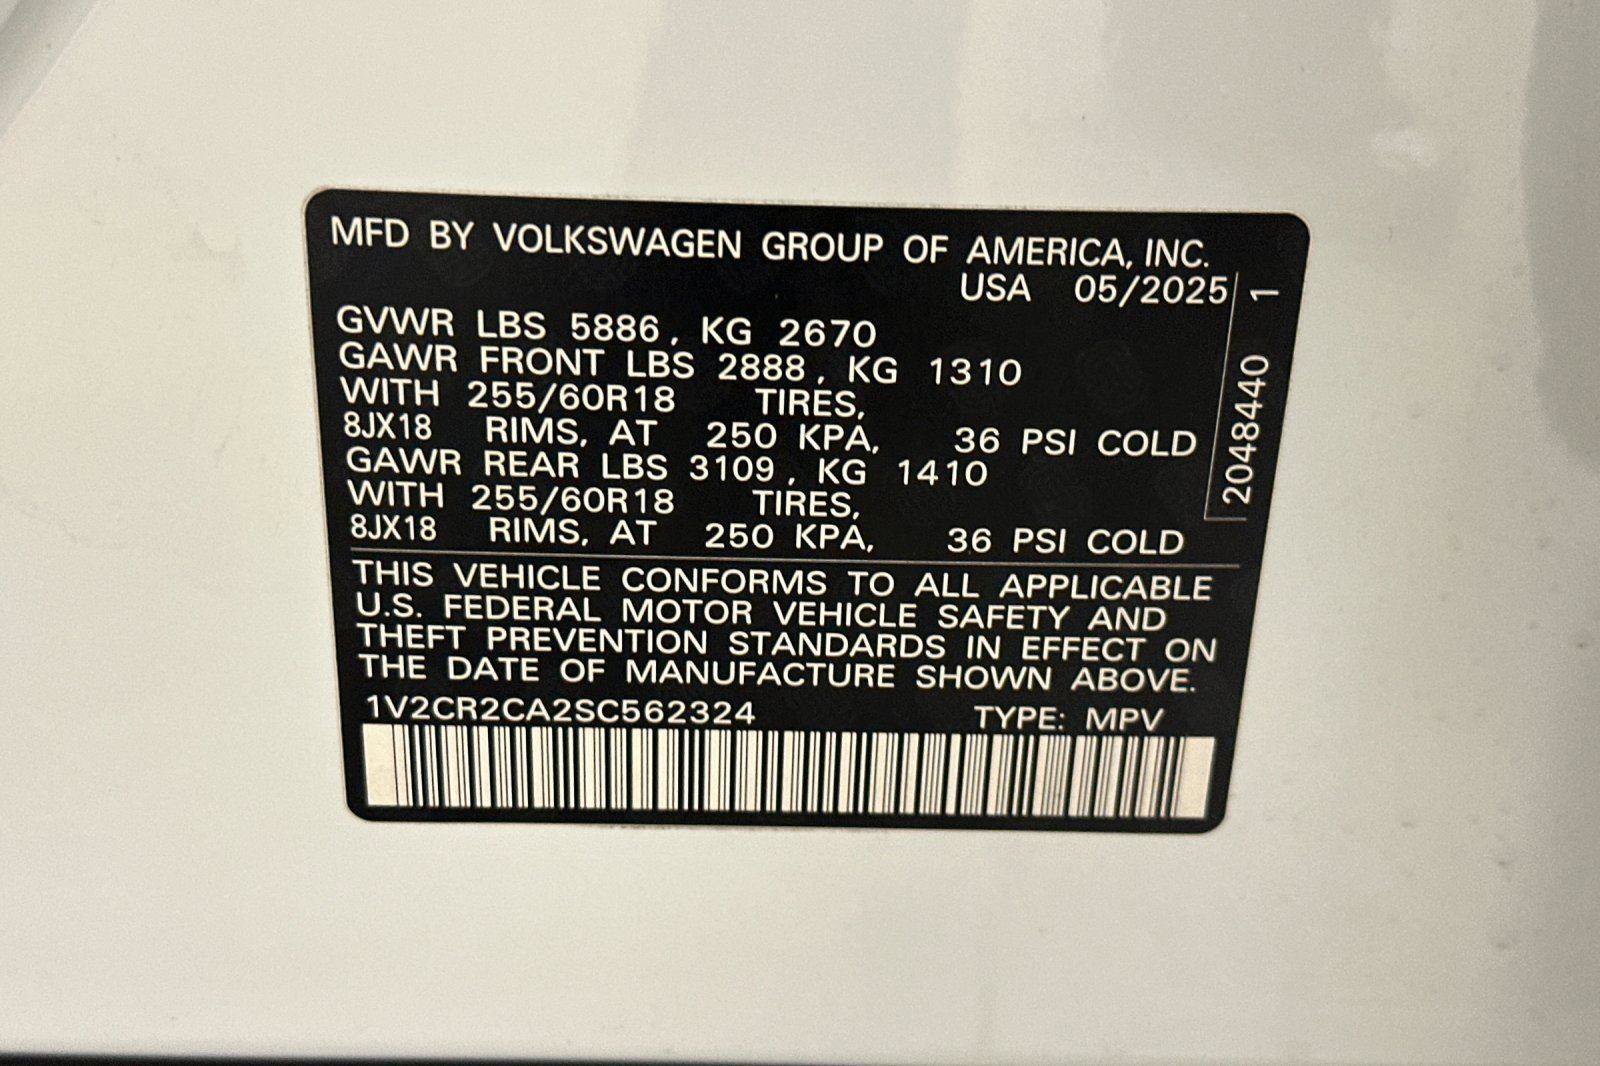 MFD BY VOLKSWAGEN GROUP OF AMERICA, INC.
USA 05/2025
GVWR LBS 5886, KG 2670
GAWR FRONT LBS 2888, KG 1310
WITH 255/60R18 TIRES,
8JX18 RIMS, AT 250 KPA, 36 PSI COLD
GAWR REAR LBS 3109, KG 1410
WITH 255/60R18 TIRES,
8JX18 RIMS, AT 250 KPA, 36 PSI COLD
2048440 1
THIS VEHICLE CONFORMS TO ALL APPLICABLE
U.S. FEDERAL MOTOR VEHICLE SAFETY AND
THEFT PREVENTION STANDARDS IN EFFECT ON
THE DATE OF MANUFACTURE SHOWN ABOVE.
1V2CR2CA2SC562324 TYPE: MPV